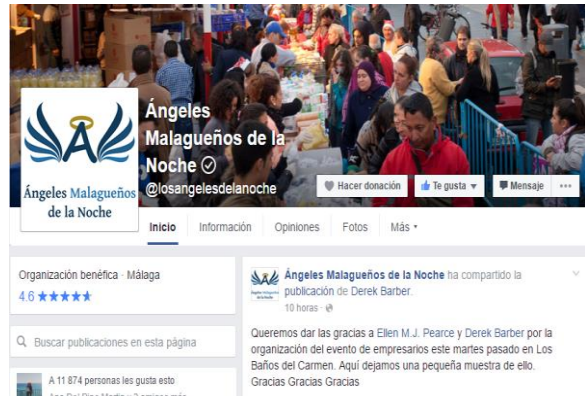 Ángeles
Malagueños de la
Noche
@losangelesdelanoche
Ángeles Malagueños
de la Noche
Hacer donación
Te gusta
Mensaje
Inicio
Información
Opiniones
Fotos
Más
Organización benéfica · Málaga
4.6
Buscar publicaciones en esta página
A 11 874 personas les gusta esto
Ángeles Malagueños de la Noche ha compartido la
publicación de Derek Barber.
10 horas ·
Queremos dar las gracias a Ellen M.J. Pearce y Derek Barber por la
organización del evento de empresarios este martes pasado en Los
Baños del Carmen. Aquí dejamos una pequeña muestra de ello.
Gracias Gracias Gracias